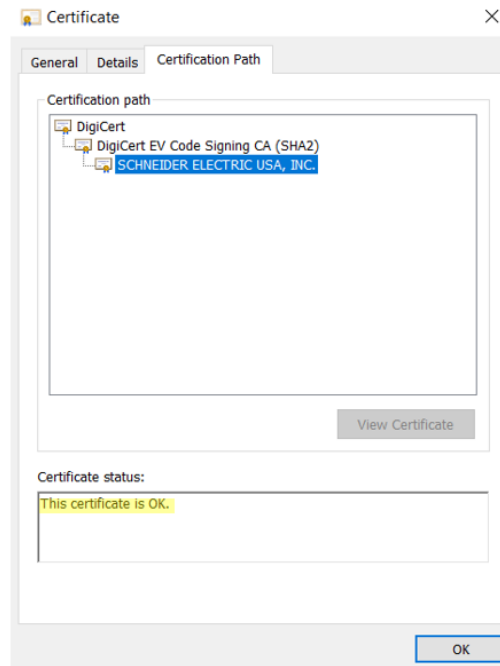 Certificate
General Details Certification Path
Certification path
DigiCert
DigiCert EV Code Signing CA (SHA2)
SCHNEIDER ELECTRIC USA, INC.
View Certificate
Certificate status:
This certificate is OK.
OK